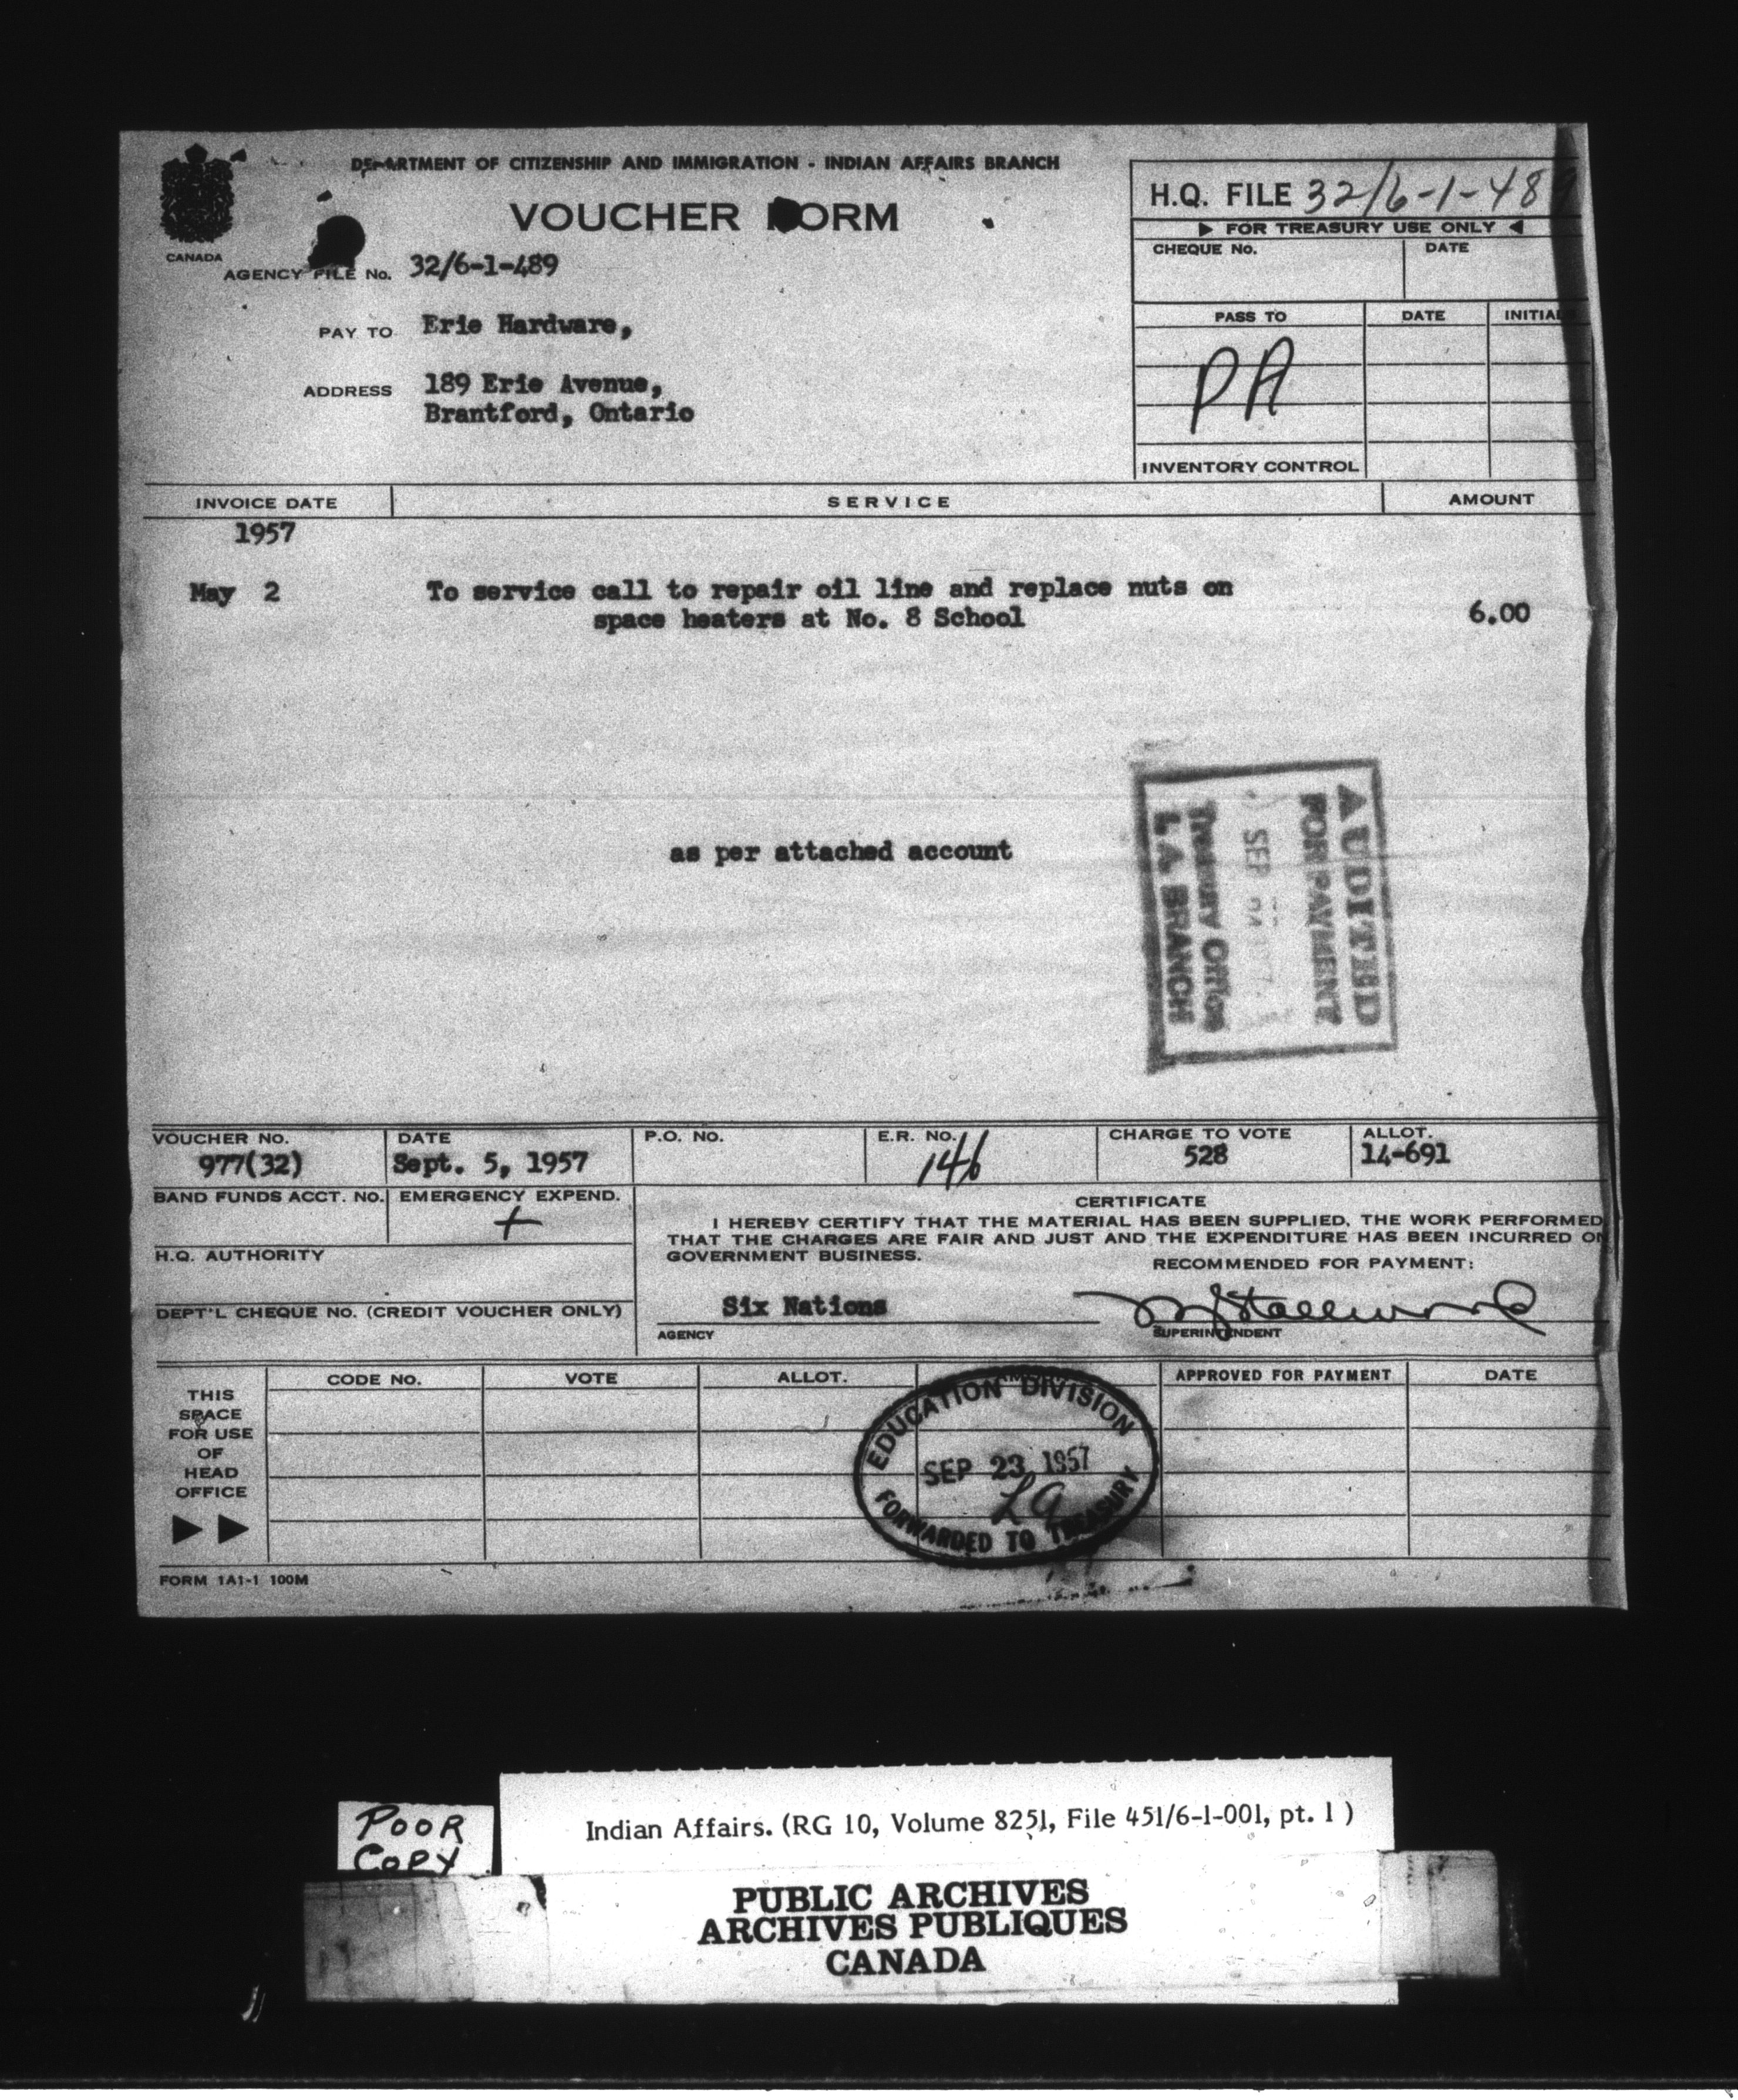 DEPARTMENT OF CITIZENSHIP AND IMMIGRATION - INDIAN AFFAIRS BRANCH
VOUCHER FORM
CANADA
AGENCY FILE No. 32/6-1-489
PAY TO Erie Hardware,
ADDRESS 189 Erie Avenue,
Brantford, Ontario
H.Q. FILE 32/6-1-489
FOR TREASURY USE ONLY
CHEQUE No. DATE
PASS TO DATE INITIAL
PA
INVENTORY CONTROL
INVOICE DATE SERVICE AMOUNT
1957
May 2 To service call to repair oil line and replace nuts on
space heaters at No. 8 School 6.00
as per attached account
AUDITED
FOR PAYMENT
SEP
Treasury Office
I.A. BRANCH
VOUCHER NO. DATE P.O. NO. E.R. NO. CHARGE TO VOTE ALLOT.
977(32) Sept. 5, 1957 146 528 14-691
BAND FUNDS ACCT. NO. EMERGENCY EXPEND.
+
H.Q. AUTHORITY
DEPT'L CHEQUE NO. (CREDIT VOUCHER ONLY)
CERTIFICATE
I HEREBY CERTIFY THAT THE MATERIAL HAS BEEN SUPPLIED, THE WORK PERFORMED
THAT THE CHARGES ARE FAIR AND JUST AND THE EXPENDITURE HAS BEEN INCURRED ON
GOVERNMENT BUSINESS.
RECOMMENDED FOR PAYMENT:
Six Nations
AGENCY SUPERINTENDENT
THIS
SPACE
FOR USE
OF
HEAD
OFFICE
CODE NO. VOTE ALLOT. APPROVED FOR PAYMENT DATE
EDUCATION DIVISION
SEP 23 1957
FORWARDED TO TREASURY
FORM 1A1-1 100M
POOR
COPY
Indian Affairs. (RG 10, Volume 8251, File 451/6-1-001, pt. 1)
PUBLIC ARCHIVES
ARCHIVES PUBLIQUES
CANADA